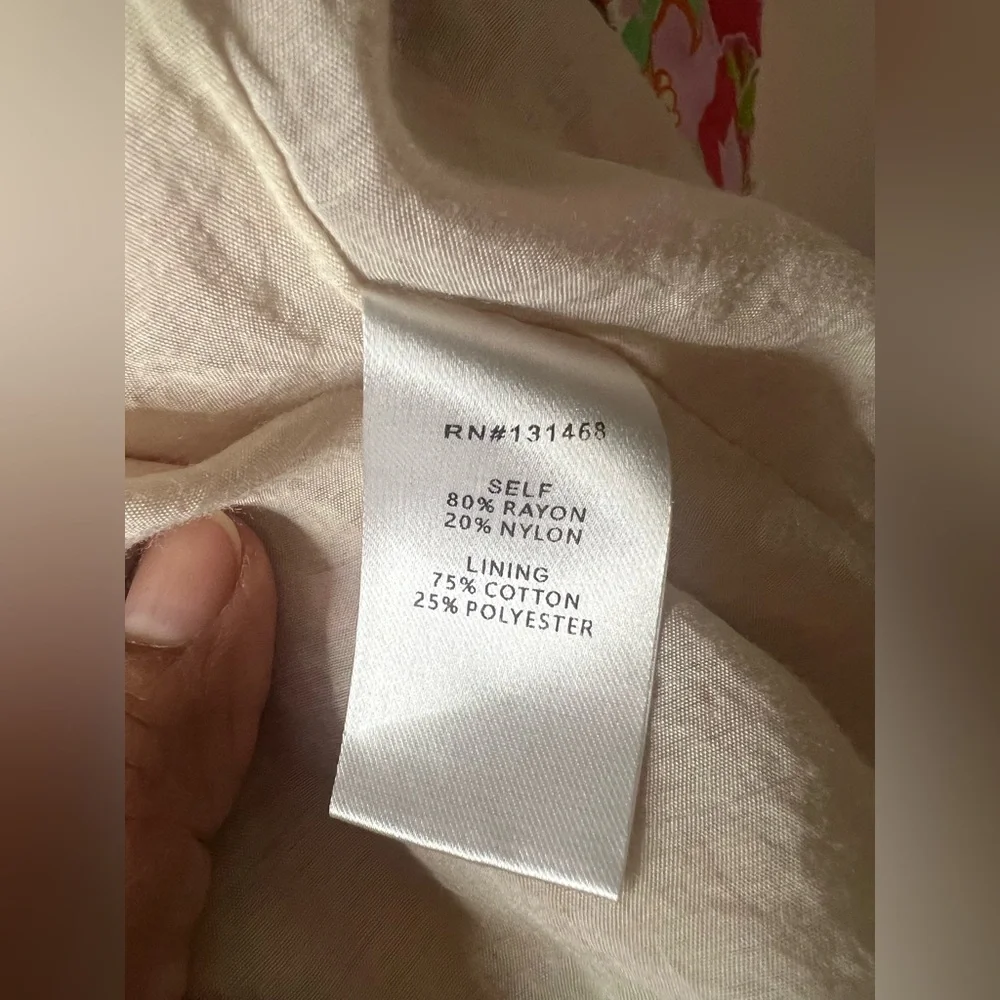 RN#131468
SELF
80% RAYON
20% NYLON
LINING
75% COTTON
25% POLYESTER